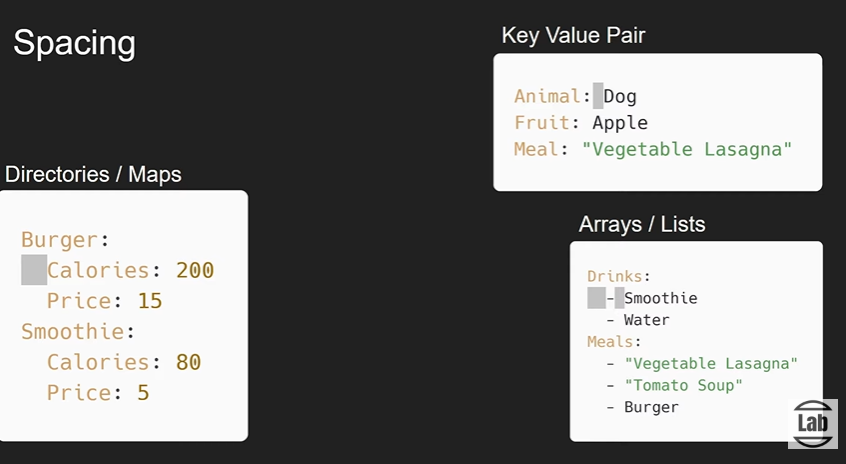 Spacing
Key Value Pair
Animal: Dog
Fruit: Apple
Meal: "Vegetable Lasagna"
Directories / Maps
Burger:
  Calories: 200
  Price: 15
Smoothie:
  Calories: 80
  Price: 5
Arrays / Lists
Drinks:
  - Smoothie
  - Water
Meals:
  - "Vegetable Lasagna"
  - "Tomato Soup"
  - Burger
Lab